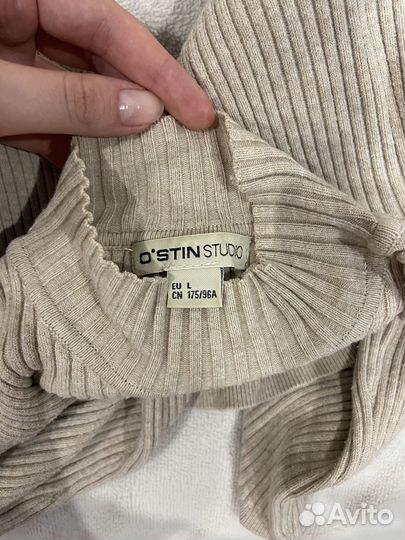 O'STIN STUDIO
EU L
CN 175/96A
Avito